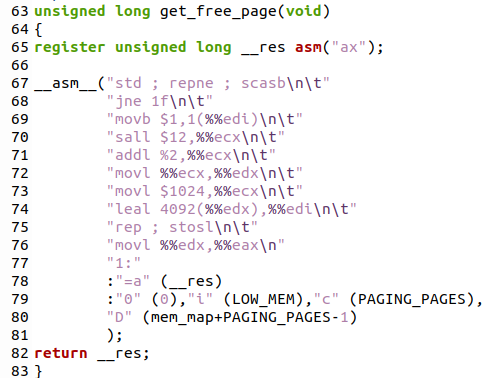 63 unsigned long get_free_page(void)
64 {
65 register unsigned long __res asm("ax");
66
67 __asm__("std ; repne ; scasb\n\t"
68         "jne 1f\n\t"
69         "movb $1,1(%%edi)\n\t"
70         "sall $12,%%ecx\n\t"
71         "addl %2,%%ecx\n\t"
72         "movl %%ecx,%%edx\n\t"
73         "movl $1024,%%ecx\n\t"
74         "leal 4092(%%edx),%%edi\n\t"
75         "rep ; stosl\n\t"
76         "movl %%edx,%%eax\n"
77         "1:"
78         :"=a" (__res)
79         :"0" (0),"i" (LOW_MEM),"c" (PAGING_PAGES),
80         "D" (mem_map+PAGING_PAGES-1)
81         );
82 return __res;
83 }